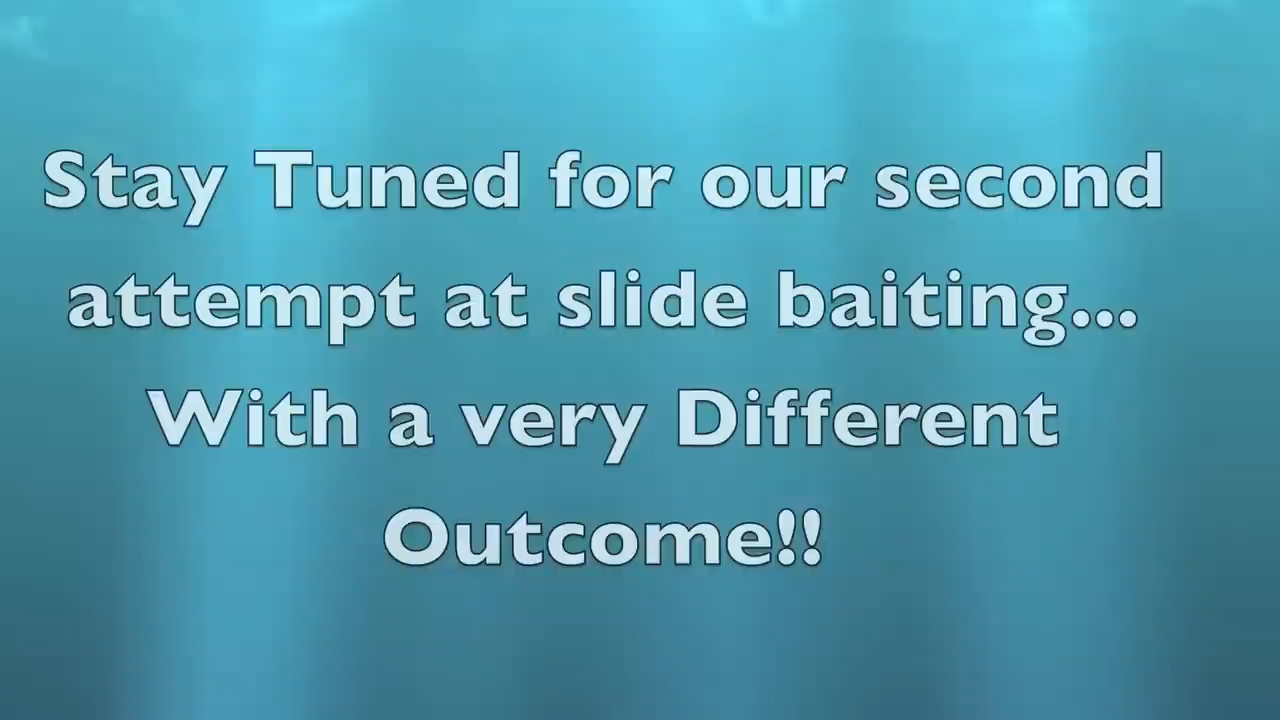 Stay Tuned for our second
attempt at slide baiting...
With a very Different
Outcome!!